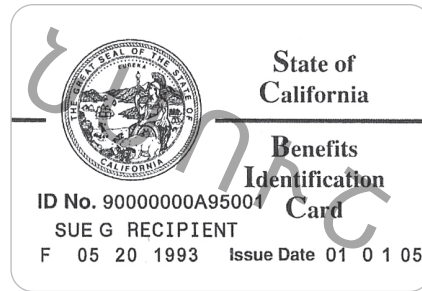 THE GREAT SEAL OF THE STATE OF CALIFORNIA
EUREKA
State of
California
Benefits
Identification
Card
ՆՄՈՒՇ
ID No. 90000000A95001
SUE G RECIPIENT
F 05 20 1993 Issue Date 01 0 1 05